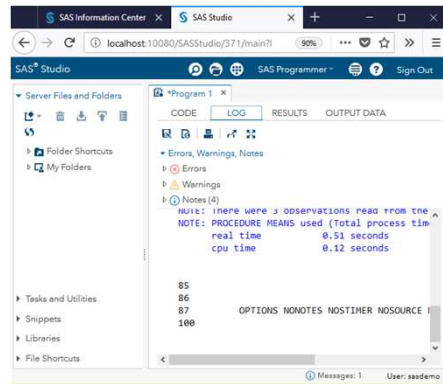 SAS Information Center
SAS Studio
localhost:10080/SASStudio/371/main?l
90%
SAS® Studio
SAS Programmer
Sign Out
Server Files and Folders
Folder Shortcuts
My Folders
Tasks and Utilities
Snippets
Libraries
File Shortcuts
*Program 1
CODE
LOG
RESULTS
OUTPUT DATA
Errors, Warnings, Notes
Errors
Warnings
Notes (4)
NOTE: There were 3 observations read from the
NOTE: PROCEDURE MEANS used (Total process tim
real time 0.51 seconds
cpu time 0.12 seconds
85
86
87 OPTIONS NONOTES NOSTIMER NOSOURCE
100
Messages: 1
User: sasdemo